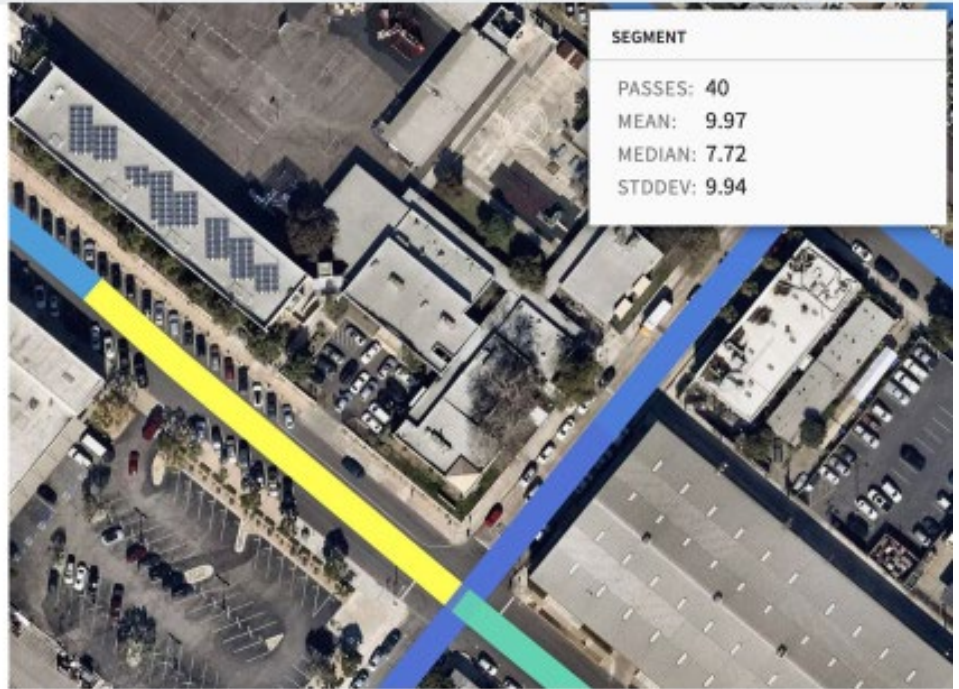 SEGMENT
PASSES: 40
MEAN: 9.97
MEDIAN: 7.72
STDDEV: 9.94